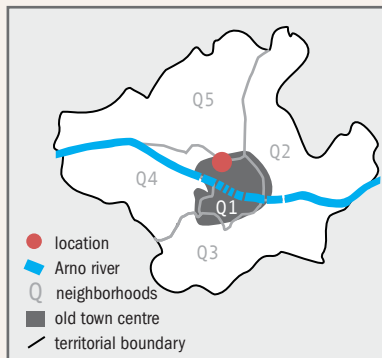 Q5
Q2
Q4
Q1
Q3
location
Arno river
Q neighborhoods
old town centre
territorial boundary